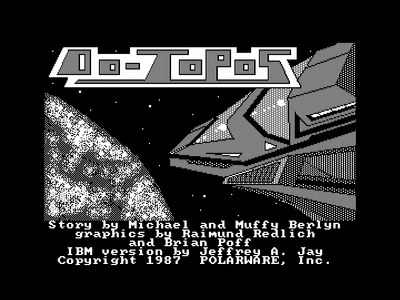 Oo-Topos
Story by Michael and Muffy Berlyn
graphics by Raimund Redlich
and Brian Poff
IBM version by Jeffrey A. Jay
Copyright 1987 POLARWARE, Inc.